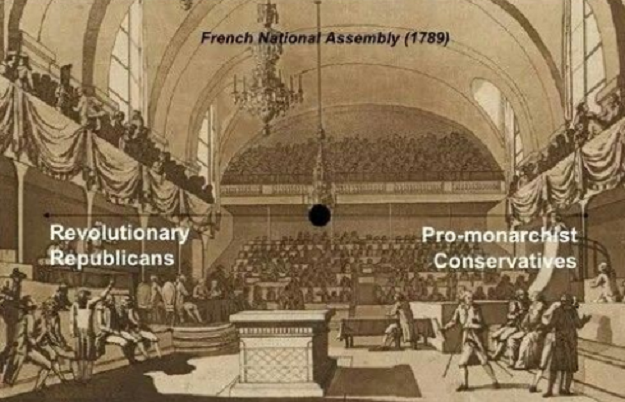 French National Assembly (1789)
Revolutionary
Republicans
Pro-monarchist
Conservatives